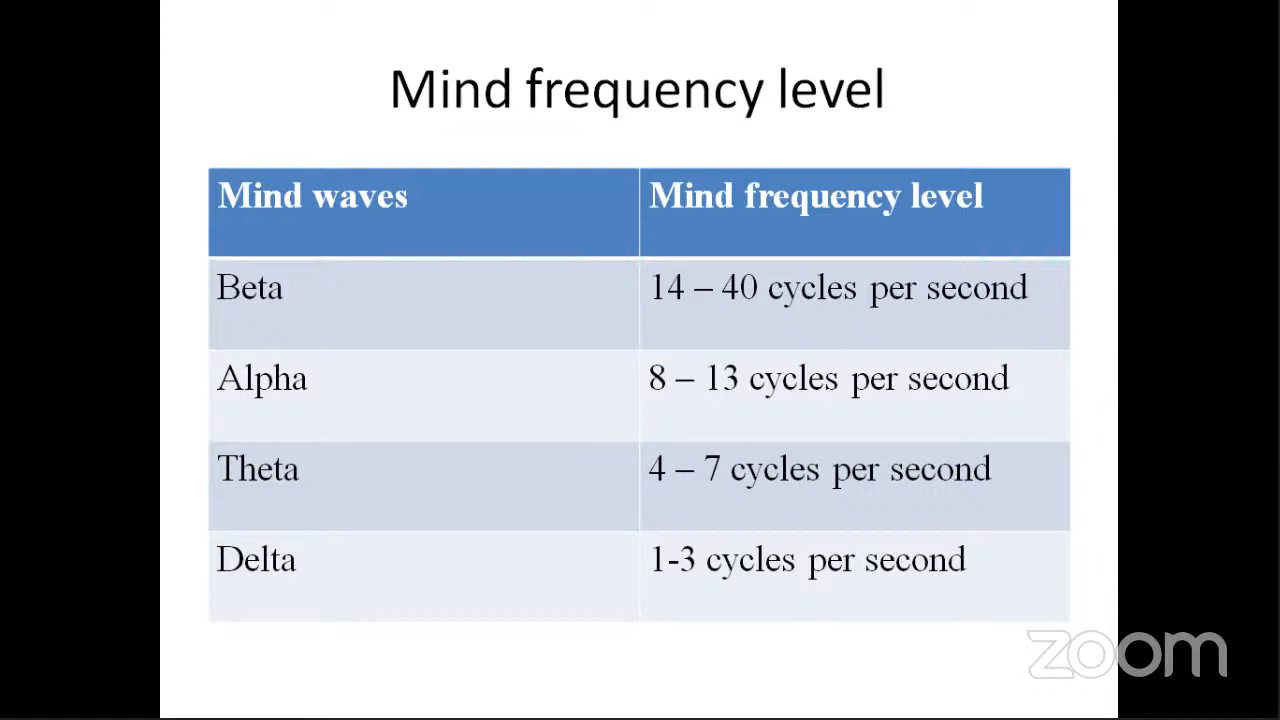 Mind frequency level
Mind waves Mind frequency level
Beta 14 – 40 cycles per second
Alpha 8 – 13 cycles per second
Theta 4 – 7 cycles per second
Delta 1-3 cycles per second
zoom